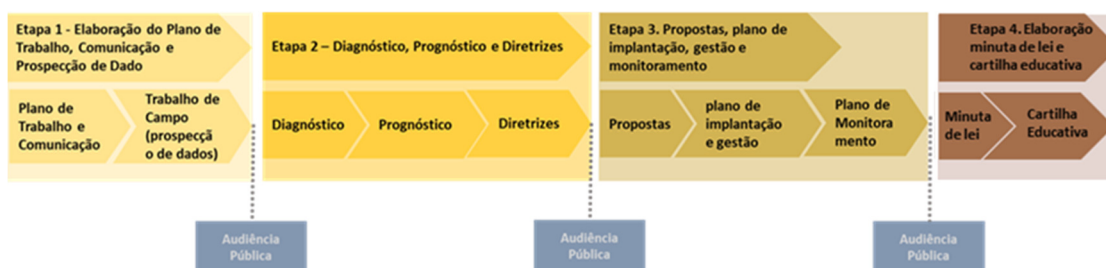 Etapa 1 - Elaboração do Plano de
Trabalho, Comunicação e
Prospecção de Dado
Plano de
Trabalho e
Comunicação
Trabalho de
Campo
(prospecçã
o de dados)
Etapa 2 – Diagnóstico, Prognóstico e Diretrizes
Diagnóstico
Prognóstico
Diretrizes
Etapa 3. Propostas, plano de
implantação, gestão e
monitoramento
Propostas
plano de
implantação
e gestão
Plano de
Monitora
mento
Etapa 4. Elaboração
minuta de lei e
cartilha educativa
Minuta
de lei
Cartilha
Educativa
Audiência
Pública
Audiência
Pública
Audiência
Pública